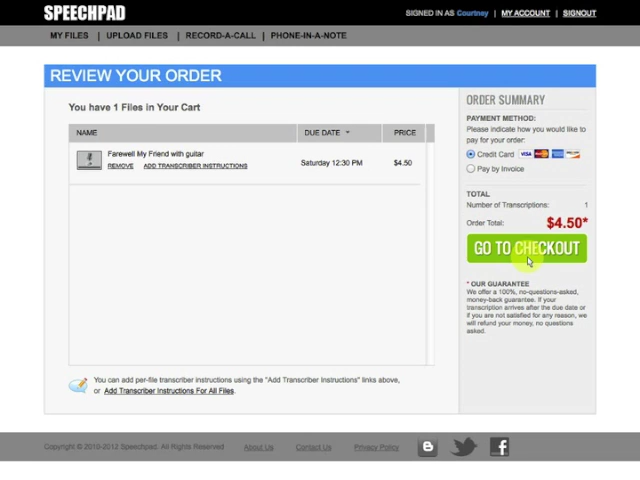 SPEECHPAD
SIGNED IN AS Courtney | MY ACCOUNT | SIGNOUT
MY FILES | UPLOAD FILES | RECORD-A-CALL | PHONE-IN-A-NOTE
REVIEW YOUR ORDER
You have 1 Files in Your Cart
NAME DUE DATE PRICE
Farewell My Friend with guitar
REMOVE ADD TRANSCRIBER INSTRUCTIONS
Saturday 12:30 PM $4.50
You can add per-file transcriber instructions using the "Add Transcriber Instructions" links above,
or Add Transcriber Instructions For All Files.
ORDER SUMMARY
PAYMENT METHOD:
Please indicate how you would like to
pay for your order:
Credit Card VISA
Pay by Invoice
TOTAL
Number of Transcriptions: 1
Order Total: $4.50*
GO TO CHECKOUT
* OUR GUARANTEE
We offer a 100%, no-questions-asked,
money-back guarantee. If your
transcription arrives after the due date or
if you are not satisfied for any reason, we
will refund your money, no questions
asked.
Copyright © 2010-2012 Speechpad. All Rights Reserved About Us Contact Us Privacy Policy